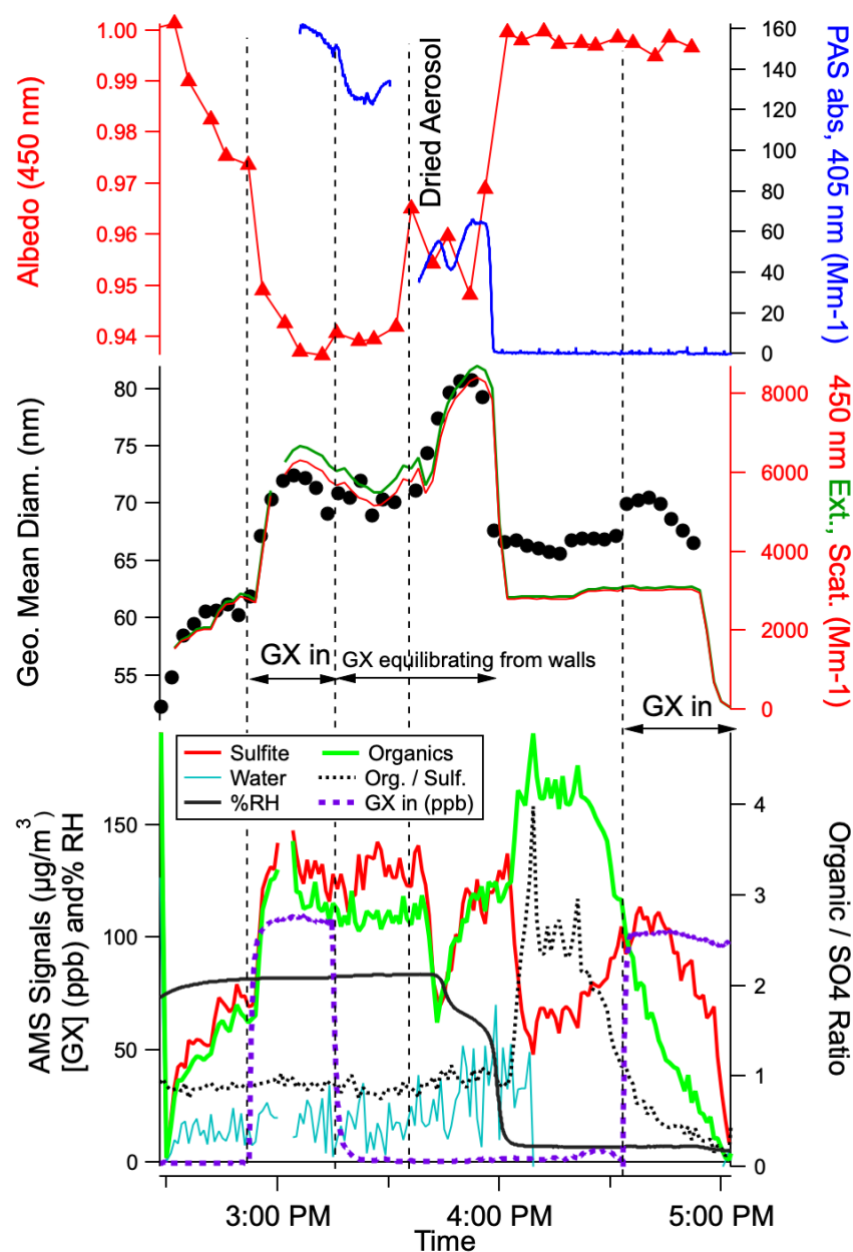 Albedo (450 nm)
1.00
0.99
0.98
0.97
0.96
0.95
0.94
Dried Aerosol
160
140
120
100
80
60
40
20
0
PAS abs, 405 nm (Mm-1)
Geo. Mean Diam. (nm)
80
75
70
65
60
55
GX in
GX equilibrating from walls
GX in
8000
6000
4000
2000
0
450 nm Ext., Scat. (Mm-1)
AMS Signals (µg/m3
[GX] (ppb) and% RH
150
100
50
0
Sulfite
Organics
Water
Org. / Sulf.
%RH
GX in (ppb)
4
3
2
1
0
Organic / SO4 Ratio
3:00 PM
4:00 PM
5:00 PM
Time